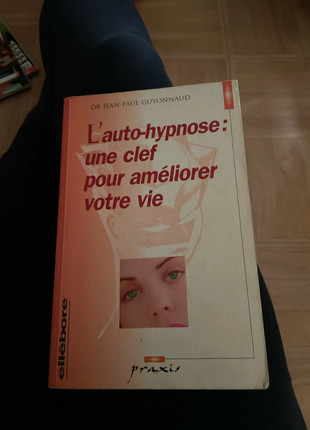 DR JEAN-PAUL GUYONNAUD
L'auto-hypnose :
une clef
pour améliorer
votre vie
ellébore
praxis